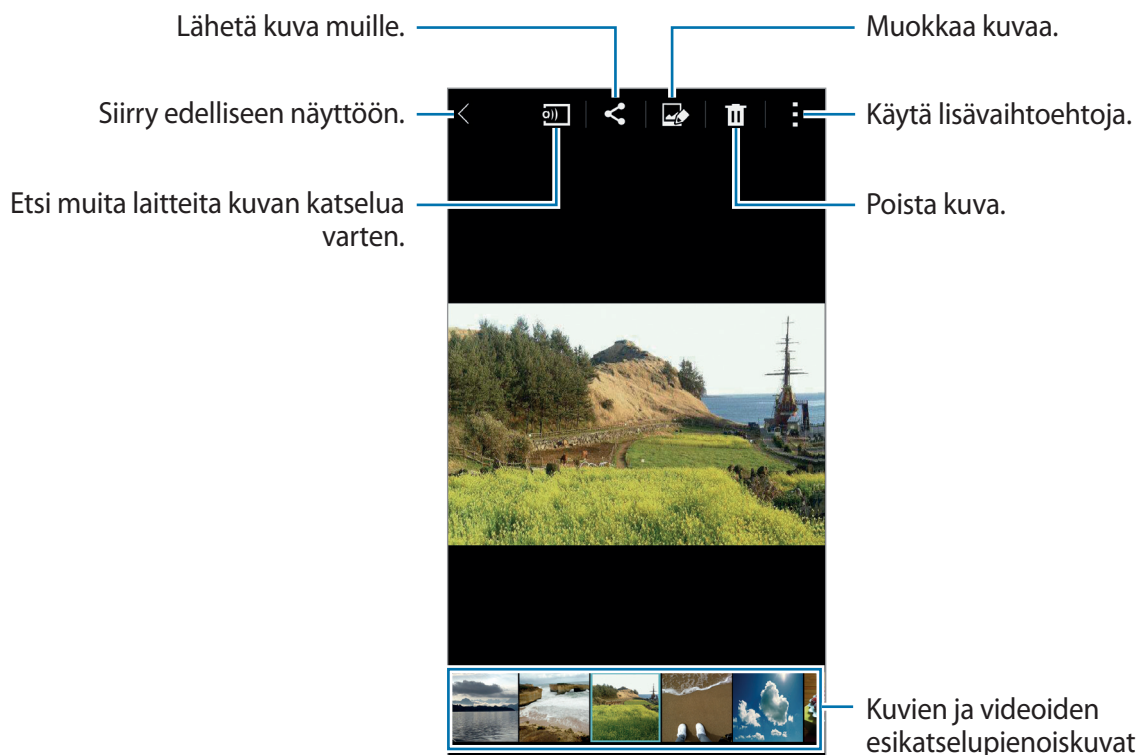 Lähetä kuva muille.
Muokkaa kuvaa.
Siirry edelliseen näyttöön.
Käytä lisävaihtoehtoja.
Etsi muita laitteita kuvan katselua
varten.
Poista kuva.
Kuvien ja videoiden
esikatselupienoiskuvat